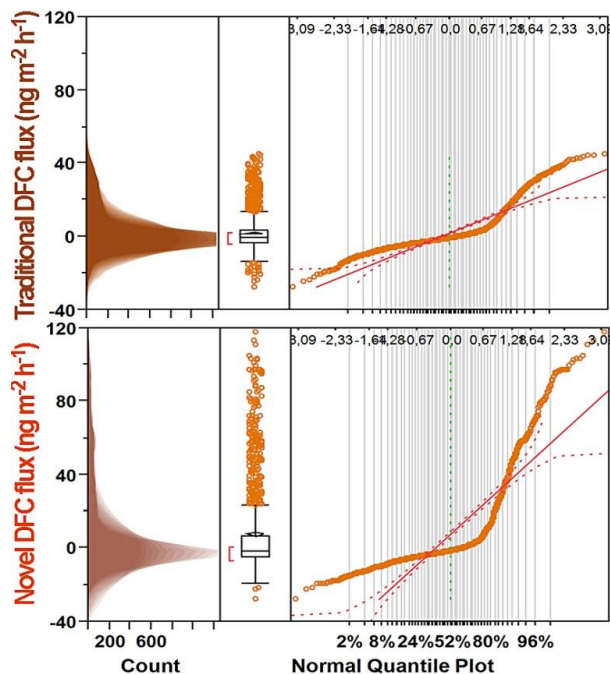 Traditional DFC flux (ng m⁻² h⁻¹)
120
80
40
0
-40
3,09 -2,33 -1,64 1,28 0,67 0,0 0,67 1,28 1,64 2,33 3,09
Novel DFC flux (ng m⁻² h⁻¹)
120
80
40
0
-40
3,09 -2,33 -1,64 1,28 0,67 0,0 0,67 1,28 1,64 2,33 3,09
200 600
2% 8% 24% 52% 80% 96%
Count
Normal Quantile Plot